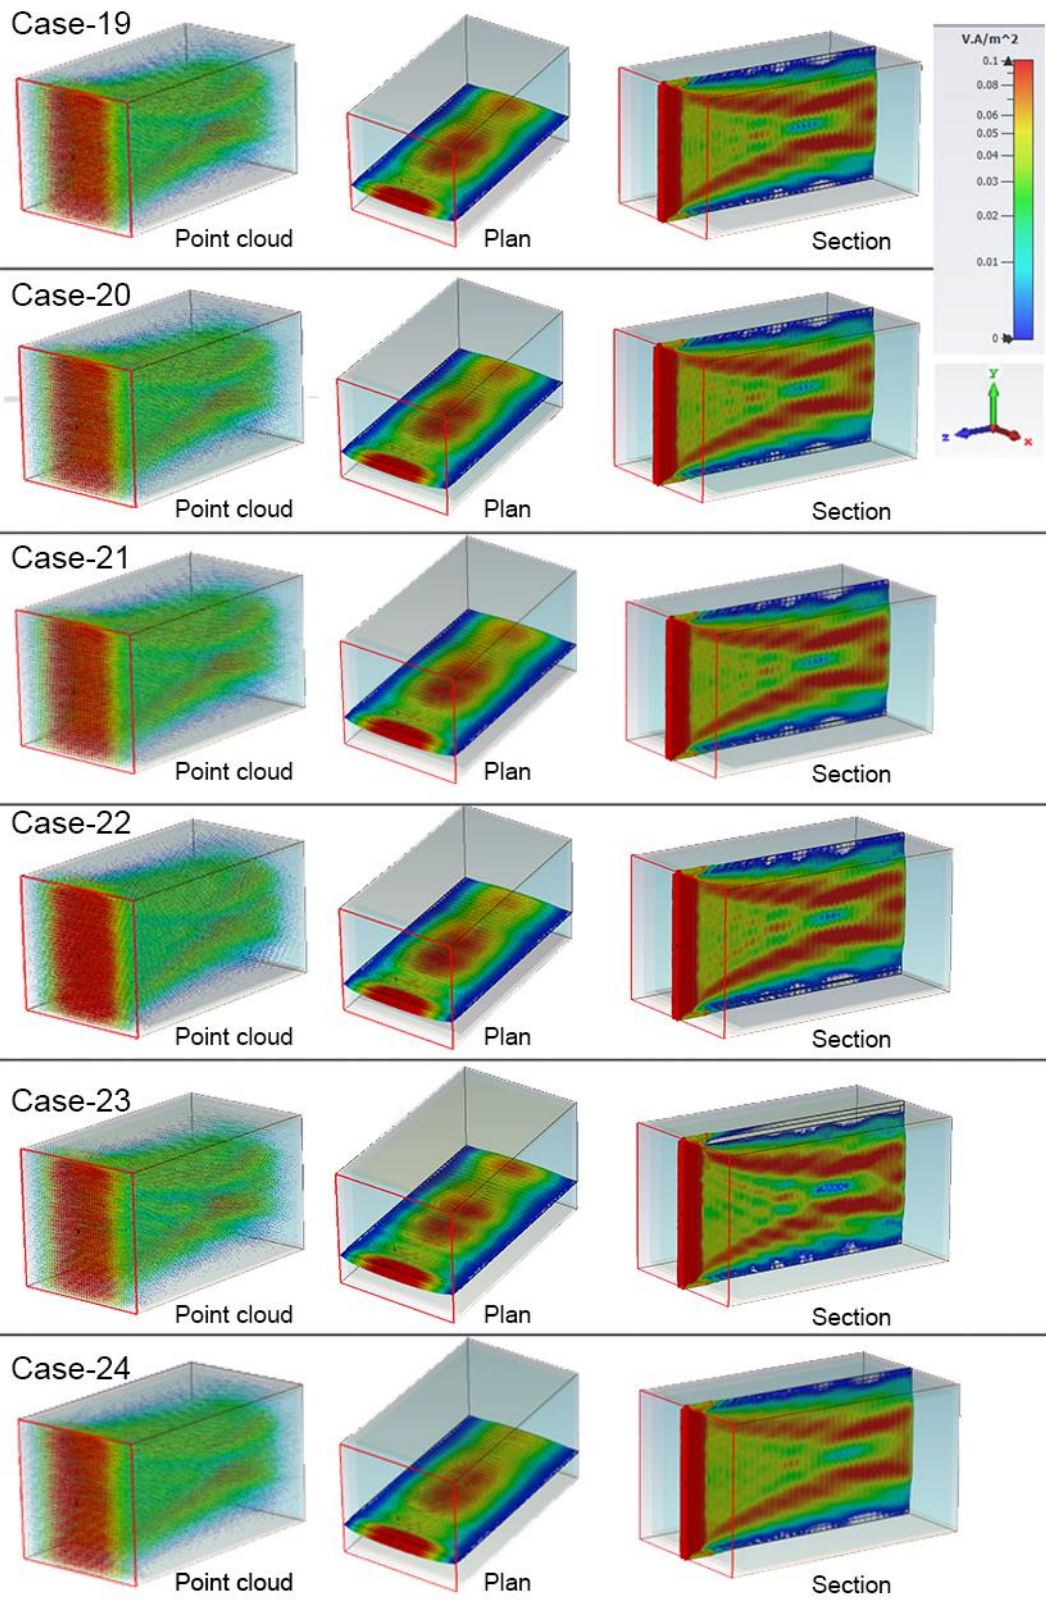 Case-19
Point cloud
Plan
Section
V.A/m^2
0.1
0.08
0.06
0.05
0.04
0.03
0.02
0.01
0
Y
Z
X
Case-20
Point cloud
Plan
Section
Case-21
Point cloud
Plan
Section
Case-22
Point cloud
Plan
Section
Case-23
Point cloud
Plan
Section
Case-24
Point cloud
Plan
Section